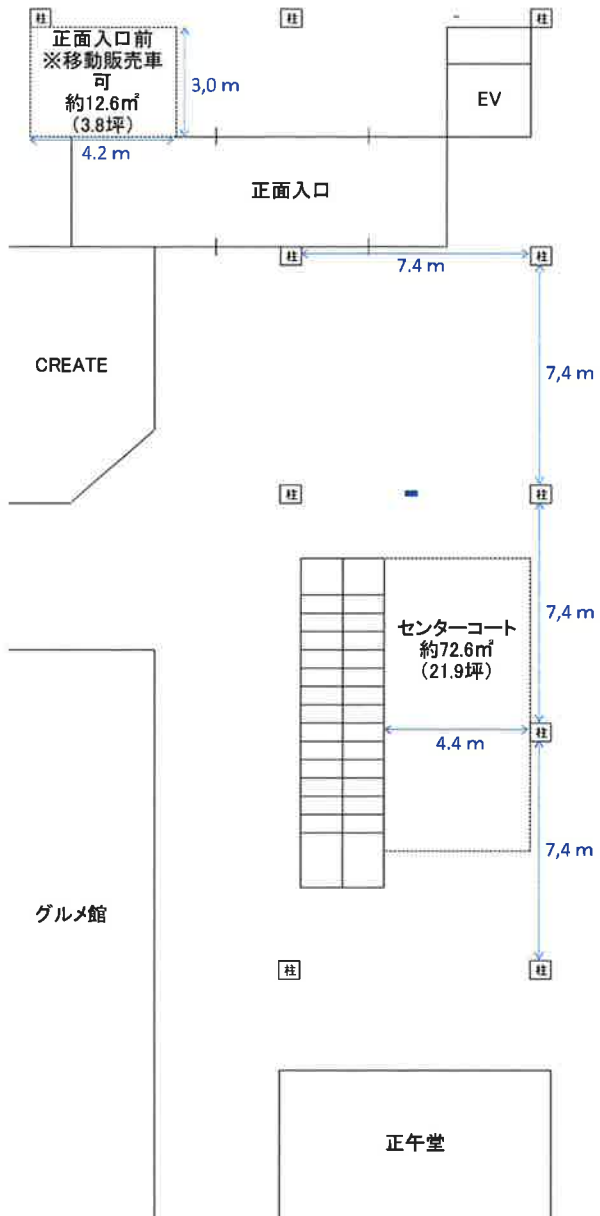 柱
柱
柱
正面入口前
※移動販売車
可
約12.6㎡
（3.8坪）
3,0 m
4.2 m
EV
正面入口
柱
柱
7.4 m
7,4 m
CREATE
柱
柱
7,4 m
センターコート
約72.6㎡
（21.9坪）
柱
4.4 m
7,4 m
グルメ館
柱
柱
正午堂